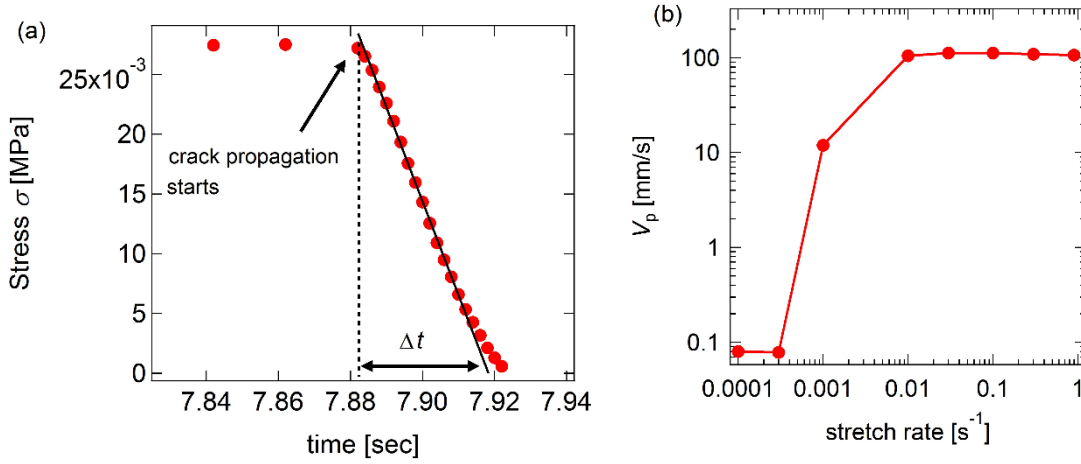 (a)
Stress σ [MPa]
25x10⁻³
20
15
10
5
0
crack propagation
starts
Δt
7.84 7.86 7.88 7.90 7.92 7.94
time [sec]
(b)
Vp [mm/s]
100
10
1
0.1
0.0001 0.001 0.01 0.1 1
stretch rate [s⁻¹]